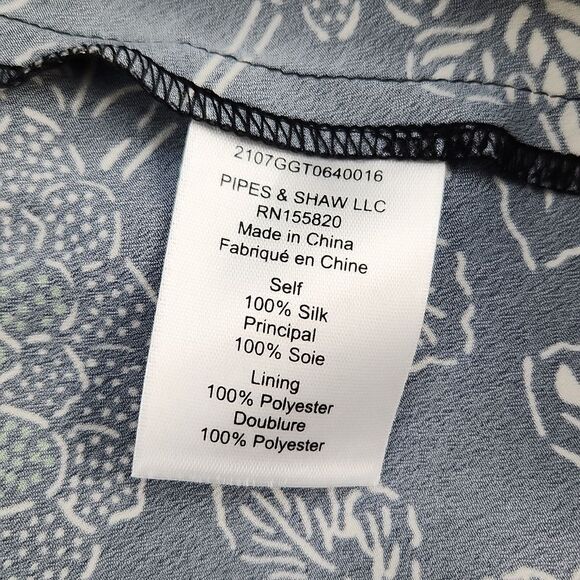 2107GGT0640016
PIPES & SHAW LLC
RN155820
Made in China
Fabriqué en Chine
Self
100% Silk
Principal
100% Soie
Lining
100% Polyester
Doublure
100% Polyester